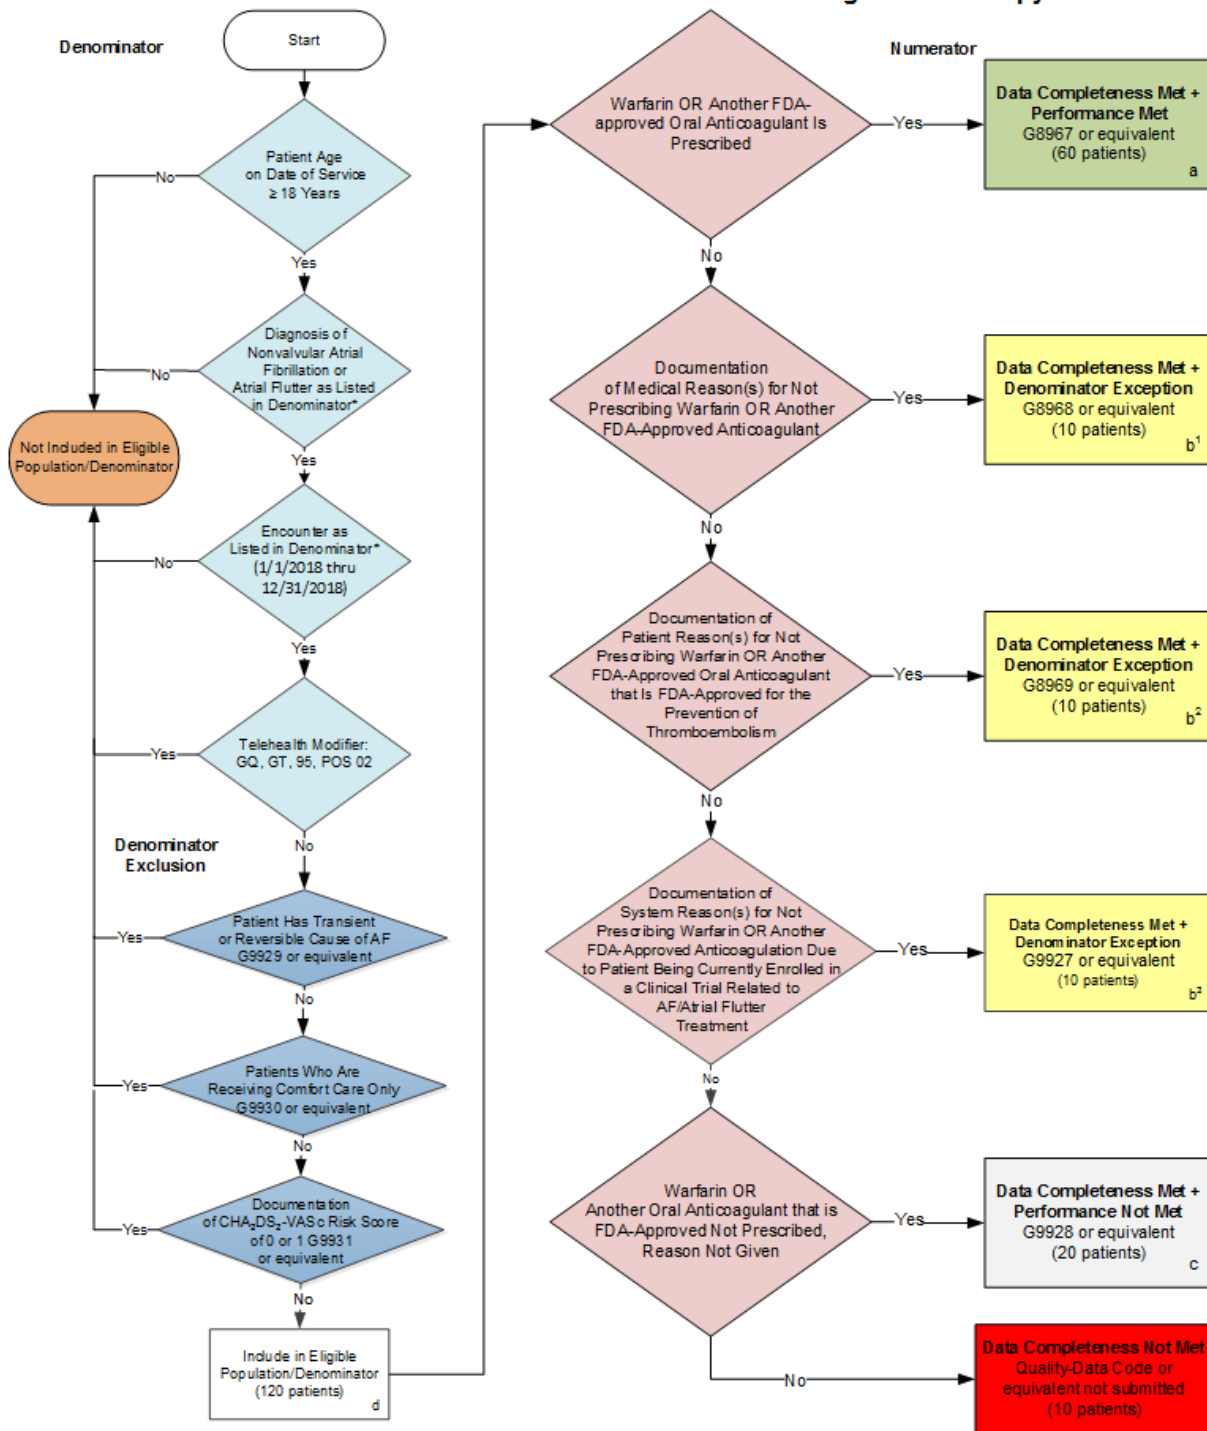 Denominator
Start
Patient Age
on Date of Service
≥ 18 Years
No
Yes
Diagnosis of
Nonvalvular Atrial
Fibrillation or
Atrial Flutter as Listed
in Denominator*
No
Not Included in Eligible
Population/Denominator
Yes
Encounter as
Listed in Denominator*
(1/1/2018 thru
12/31/2018)
No
Yes
Telehealth Modifier:
GQ, GT, 95, POS 02
Yes
No
Denominator
Exclusion
Patient Has Transient
or Reversible Cause of AF
G9929 or equivalent
Yes
No
Patients Who Are
Receiving Comfort Care Only
G9930 or equivalent
Yes
No
Documentation
of CHA₂DS₂-VASc Risk Score
of 0 or 1 G9931
or equivalent
Yes
No
Include in Eligible
Population/Denominator
(120 patients)
d
Numerator
Warfarin OR Another FDA-
approved Oral Anticoagulant Is
Prescribed
Yes
Data Completeness Met +
Performance Met
G8967 or equivalent
(60 patients)
a
No
Documentation
of Medical Reason(s) for Not
Prescribing Warfarin OR Another
FDA-Approved Anticoagulant
Yes
Data Completeness Met +
Denominator Exception
G8968 or equivalent
(10 patients)
b¹
No
Documentation of
Patient Reason(s) for Not
Prescribing Warfarin OR Another
FDA-Approved Oral Anticoagulant
that Is FDA-Approved for the
Prevention of
Thromboembolism
Yes
Data Completeness Met +
Denominator Exception
G8969 or equivalent
(10 patients)
b²
No
Documentation of
System Reason(s) for Not
Prescribing Warfarin OR Another
FDA-Approved Anticoagulation Due
to Patient Being Currently Enrolled in
a Clinical Trial Related to
AF/Atrial Flutter
Treatment
Yes
Data Completeness Met +
Denominator Exception
G9927 or equivalent
(10 patients)
b³
No
Warfarin OR
Another Oral Anticoagulant that is
FDA-Approved Not Prescribed,
Reason Not Given
Yes
Data Completeness Met +
Performance Not Met
G9928 or equivalent
(20 patients)
c
No
Data Completeness Not Met
Quality-Data Code or
equivalent not submitted
(10 patients)